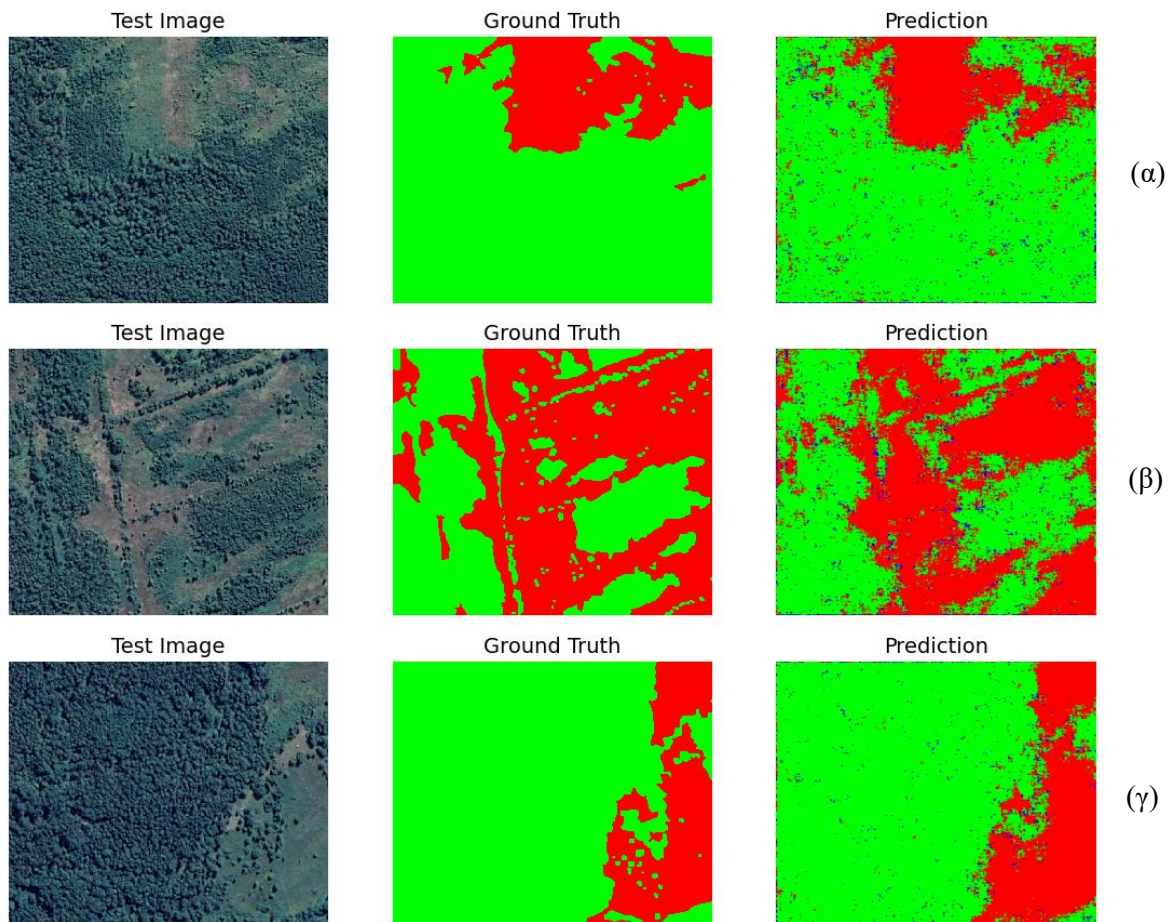 Test Image Ground Truth Prediction
(α)
Test Image Ground Truth Prediction
(β)
Test Image Ground Truth Prediction
(γ)